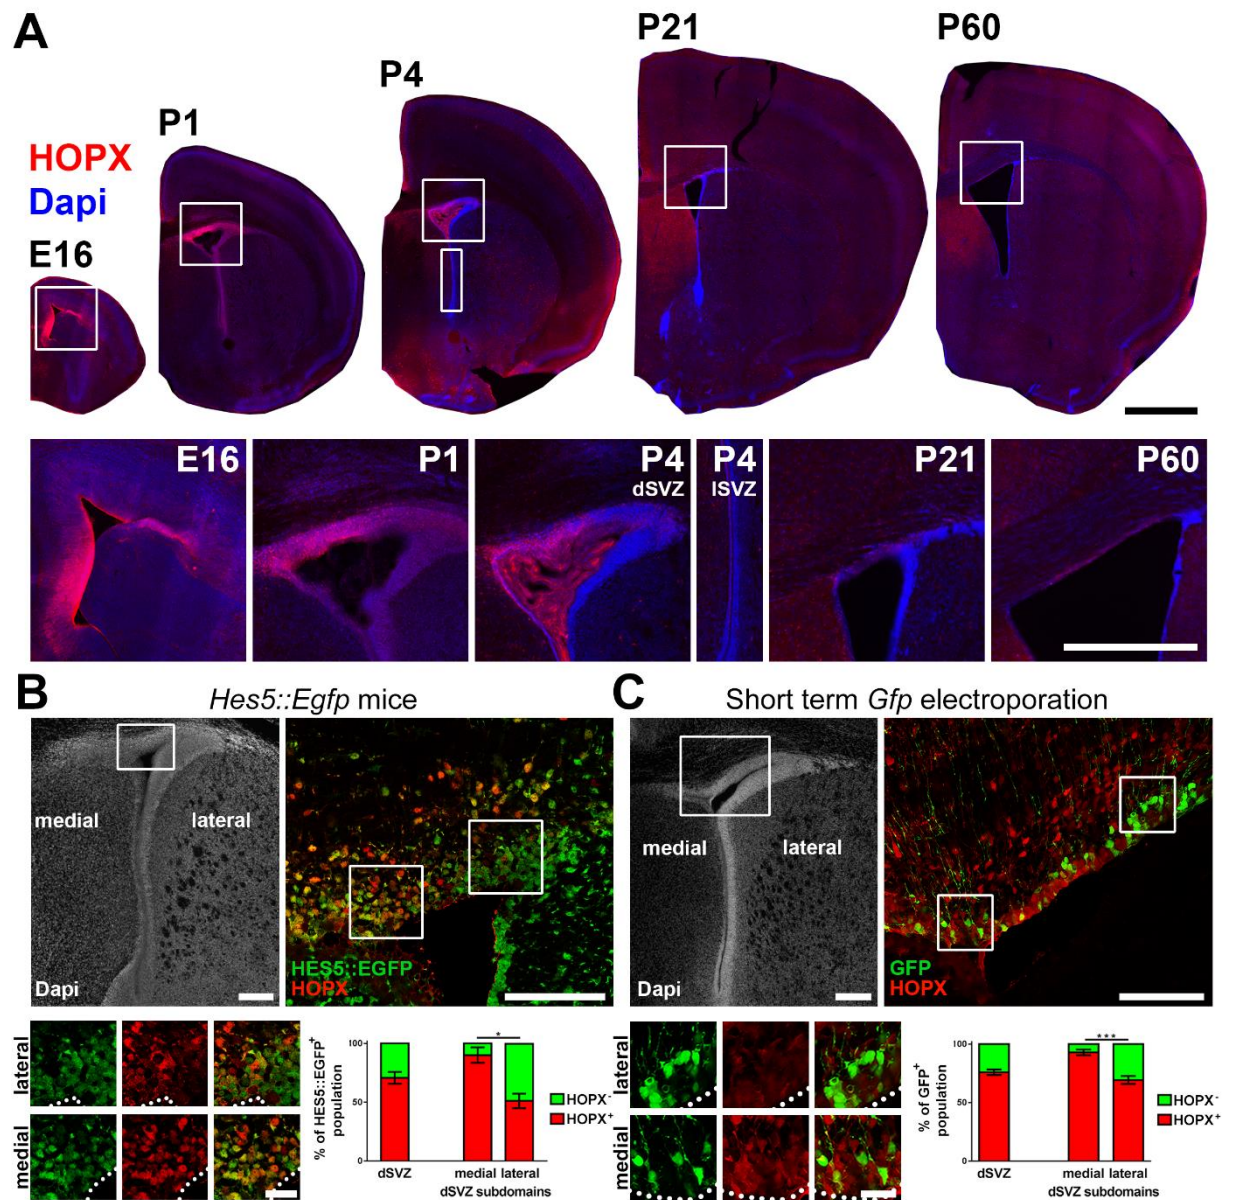 A
P1
P4
P21
P60
HOPX
Dapi
E16
E16
P1
P4
dSVZ
P4
lSVZ
P21
P60
B
Hes5::Egfp mice
medial
lateral
Dapi
HES5::EGFP
HOPX
lateral
medial
% of HES5::EGFP+
population
100
50
0
*
dSVZ
medial lateral
dSVZ subdomains
HOPX-
HOPX+
C
Short term Gfp electroporation
medial
lateral
Dapi
GFP
HOPX
lateral
medial
% of GFP+
population
100
50
0
***
dSVZ
medial lateral
dSVZ subdomains
HOPX-
HOPX+